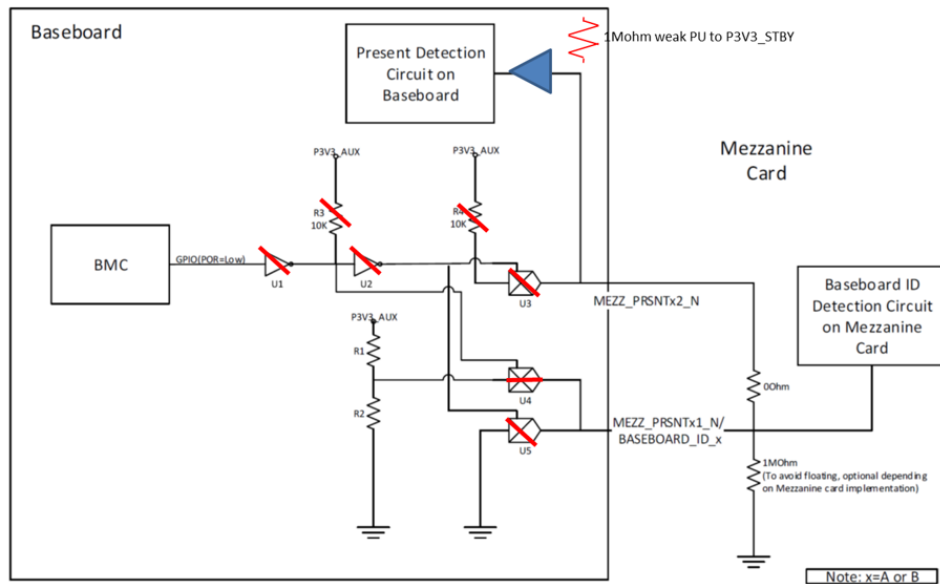 Baseboard
Present Detection
Circuit on
Baseboard
1Mohm weak PU to P3V3_STBY
Mezzanine
Card
P3V3_AUX
P3V3_AUX
R3
10K
R4
10K
BMC
GPIO(POR=Low)
U1
U2
U3
MEZZ_PRSNTx2_N
Baseboard ID
Detection Circuit
on Mezzanine
Card
P3V3_AUX
R1
R2
U4
0Ohm
MEZZ_PRSNTx1_N/
BASEBOARD_ID_x
U5
1MOhm
(To avoid floating, optional depending
on Mezzanine card implementation)
Note: x=A or B